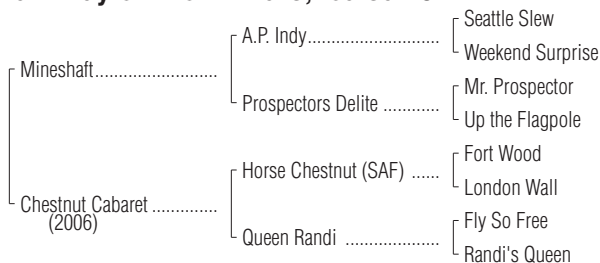 Seattle Slew
A.P. Indy
Weekend Surprise
Mineshaft
Mr. Prospector
Prospectors Delite
Up the Flagpole
Fort Wood
Horse Chestnut (SAF)
London Wall
Chestnut Cabaret
(2006)
Fly So Free
Queen Randi
Randi's Queen